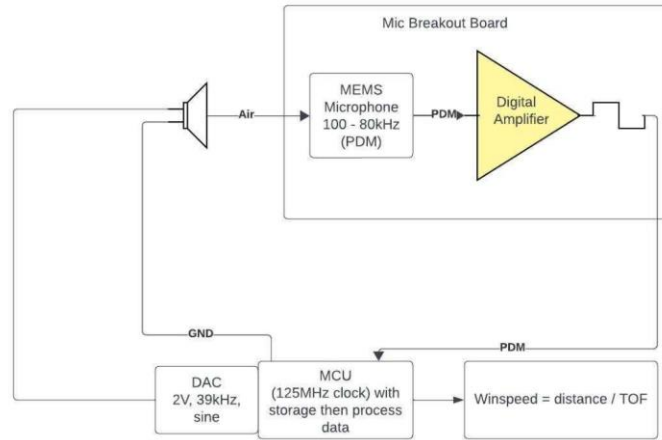 Mic Breakout Board
MEMS
Microphone
100 - 80kHz
(PDM)
Digital
Amplifier
Air
PDM
GND
PDM
DAC
2V, 39kHz,
sine
MCU
(125MHz clock) with
storage then process
data
Winspeed = distance / TOF